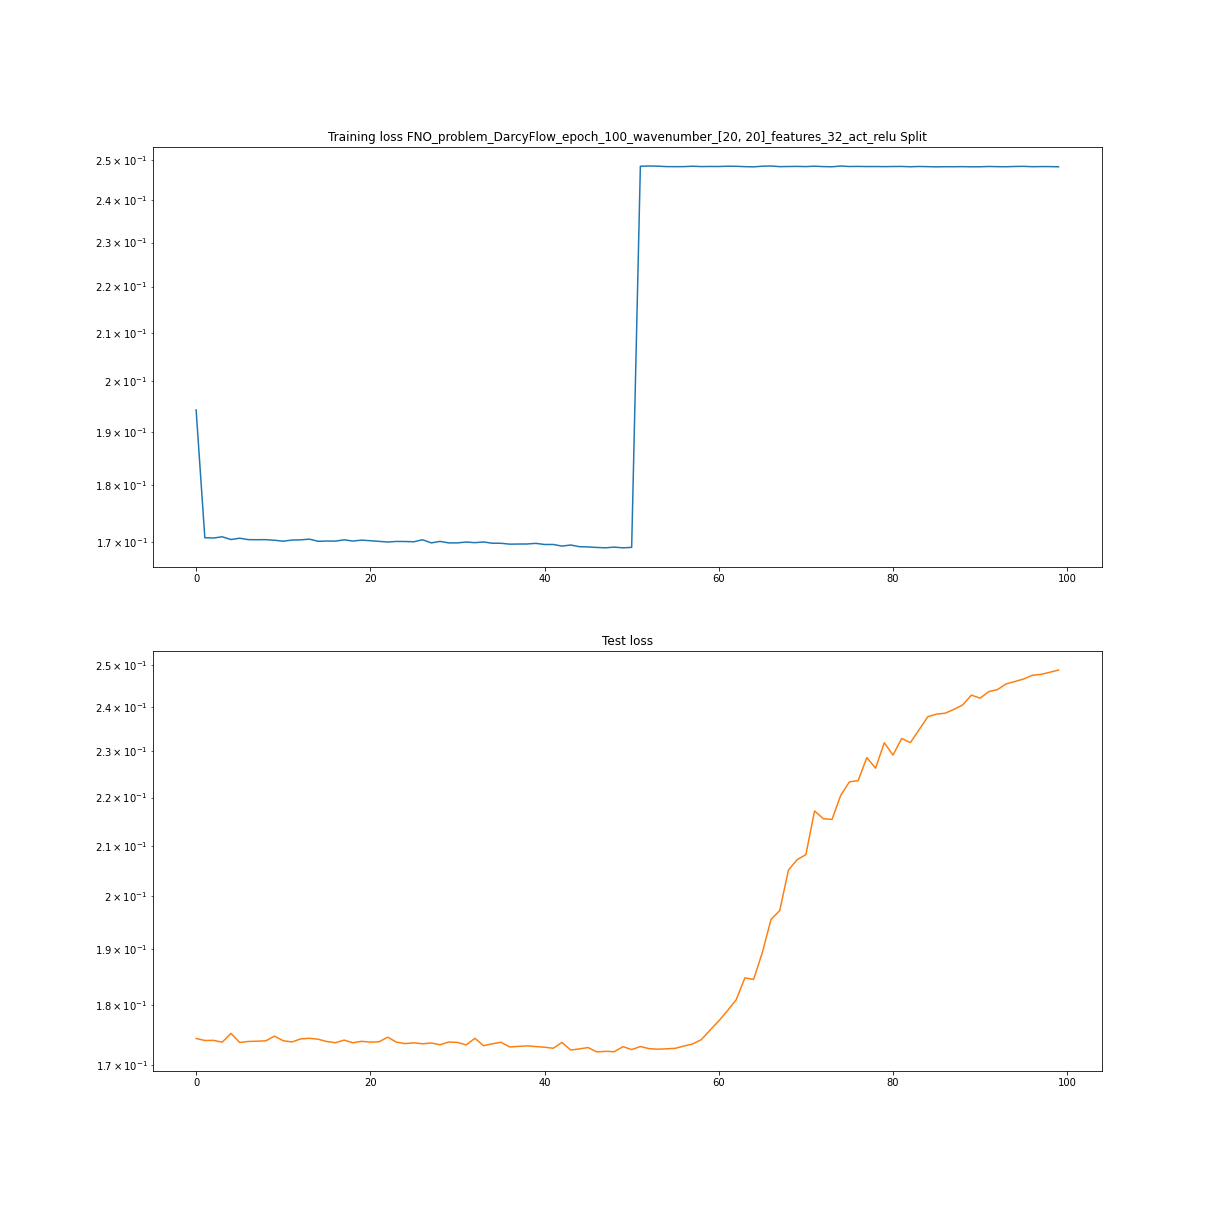 Training loss FNO_problem_DarcyFlow_epoch_100_wavenumber_[20, 20]_features_32_act_relu Split
2.5 × 10⁻¹
2.4 × 10⁻¹
2.3 × 10⁻¹
2.2 × 10⁻¹
2.1 × 10⁻¹
2 × 10⁻¹
1.9 × 10⁻¹
1.8 × 10⁻¹
1.7 × 10⁻¹
0 20 40 60 80 100
Test loss
2.5 × 10⁻¹
2.4 × 10⁻¹
2.3 × 10⁻¹
2.2 × 10⁻¹
2.1 × 10⁻¹
2 × 10⁻¹
1.9 × 10⁻¹
1.8 × 10⁻¹
1.7 × 10⁻¹
0 20 40 60 80 100